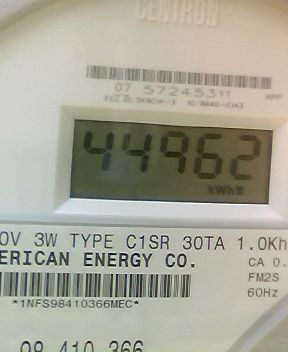 CENTRON
07 57245311
44962
kWh
0V 3W TYPE C1SR 30TA 1.0Kh
ERICAN ENERGY CO.
CA 0.
FM2S
60Hz
*1NFS98410366MEC*
98 410 366